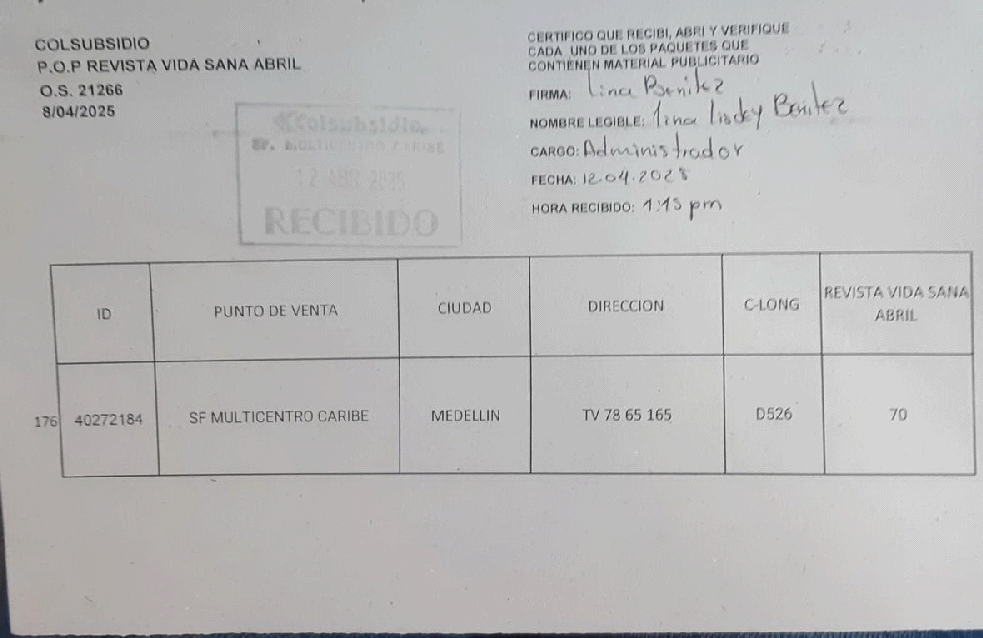 COLSUBSIDIO
P.O.P REVISTA VIDA SANA ABRIL
O.S. 21266
8/04/2025
CERTIFICO QUE RECIBI, ABRI Y VERIFIQUE
CADA UNO DE LOS PAQUETES QUE
CONTIENEN MATERIAL PUBLICITARIO
FIRMA: Lina Benitez
NOMBRE LEGIBLE: Lina Benitez
CARGO: Administrador
FECHA: 12.04.2025
HORA RECIBIDO: 1:15 pm
Colsubsidio
SF. MULTICENTRO CARIBE
12 ABR 2025
RECIBIDO
ID PUNTO DE VENTA CIUDAD DIRECCION C-LONG REVISTA VIDA SANA ABRIL
176 40272184 SF MULTICENTRO CARIBE MEDELLIN TV 78 65 165 D526 70